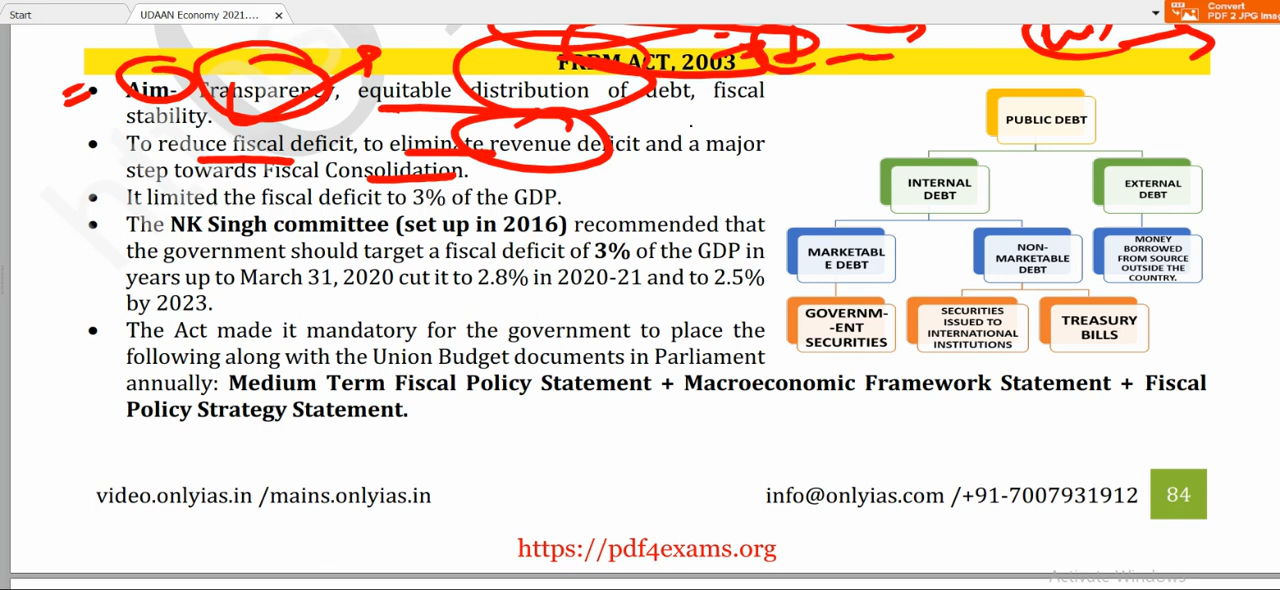 Start
UDAAN Economy 2021....
Convert
PDF 2 JPG Imag
FRBM ACT, 2003
• Aim- Transparency, equitable distribution of debt, fiscal
stability.
• To reduce fiscal deficit, to eliminate revenue deficit and a major
step towards Fiscal Consolidation.
• It limited the fiscal deficit to 3% of the GDP.
• The NK Singh committee (set up in 2016) recommended that
the government should target a fiscal deficit of 3% of the GDP in
years up to March 31, 2020 cut it to 2.8% in 2020-21 and to 2.5%
by 2023.
• The Act made it mandatory for the government to place the
following along with the Union Budget documents in Parliament
annually: Medium Term Fiscal Policy Statement + Macroeconomic Framework Statement + Fiscal
Policy Strategy Statement.
PUBLIC DEBT
INTERNAL
DEBT
EXTERNAL
DEBT
MARKETABL
E DEBT
NON-
MARKETABLE
DEBT
MONEY
BORROWED
FROM SOURCE
OUTSIDE THE
COUNTRY.
GOVERNM-
-ENT
SECURITIES
SECURITIES
ISSUED TO
INTERNATIONAL
INSTITUTIONS
TREASURY
BILLS
video.onlyias.in /mains.onlyias.in
info@onlyias.com /+91-7007931912
84
https://pdf4exams.org
Activate Windows